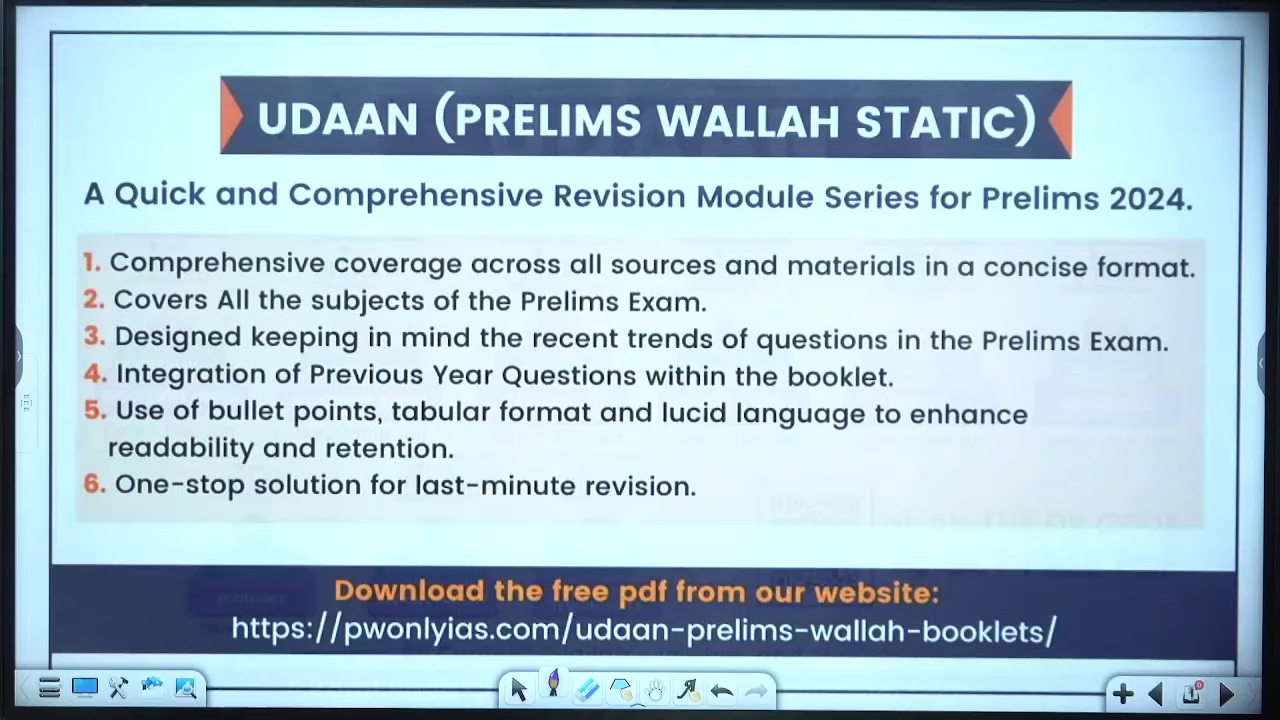 UDAAN (PRELIMS WALLAH STATIC)
A Quick and Comprehensive Revision Module Series for Prelims 2024.
1. Comprehensive coverage across all sources and materials in a concise format.
2. Covers All the subjects of the Prelims Exam.
3. Designed keeping in mind the recent trends of questions in the Prelims Exam.
4. Integration of Previous Year Questions within the booklet.
5. Use of bullet points, tabular format and lucid language to enhance
readability and retention.
6. One-stop solution for last-minute revision.
Download the free pdf from our website:
https://pwonlyias.com/udaan-prelims-wallah-booklets/